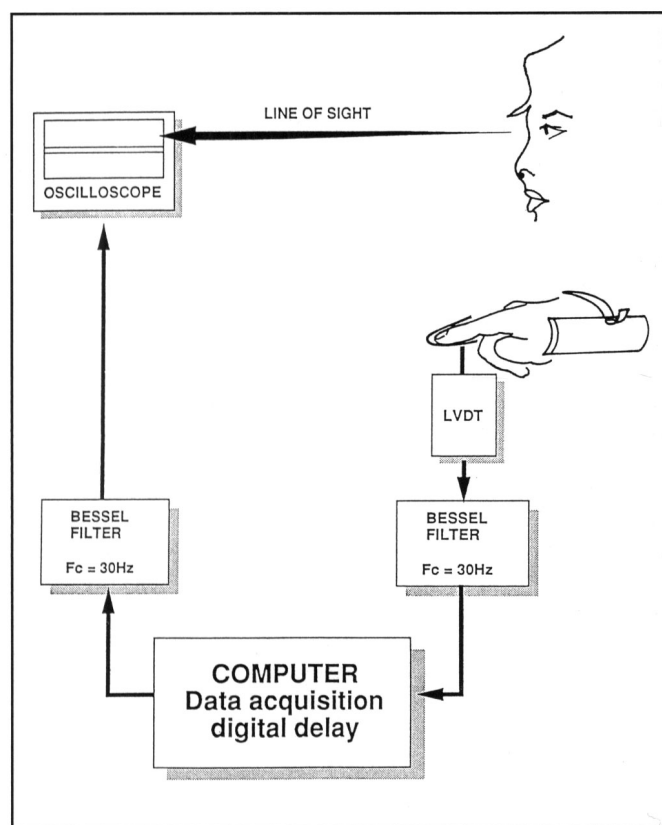 LINE OF SIGHT
OSCILLOSCOPE
LVDT
BESSEL
FILTER
Fc = 30Hz
BESSEL
FILTER
Fc = 30Hz
COMPUTER
Data acquisition
digital delay